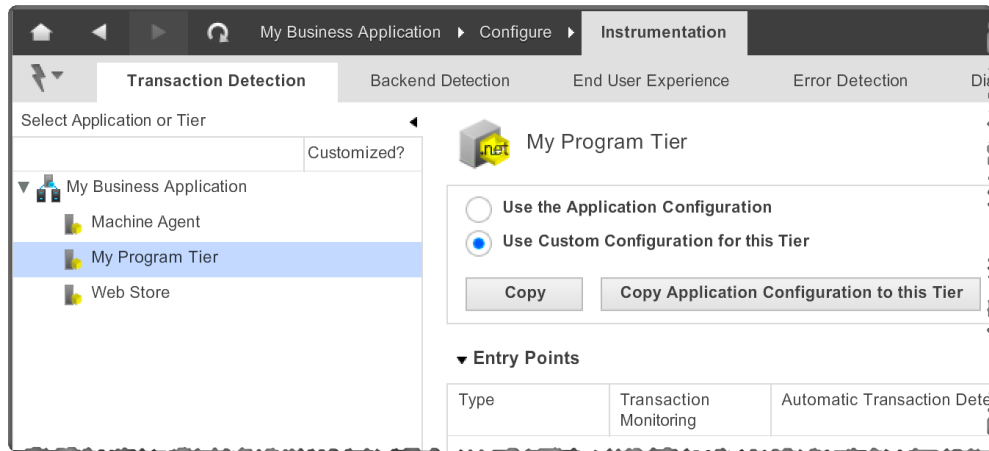 My Business Application Configure Instrumentation
Transaction Detection Backend Detection End User Experience Error Detection
Select Application or Tier
Customized?
My Business Application
Machine Agent
My Program Tier
Web Store
.net My Program Tier
Use the Application Configuration
Use Custom Configuration for this Tier
Copy Copy Application Configuration to this Tier
Entry Points
Type Transaction Monitoring Automatic Transaction